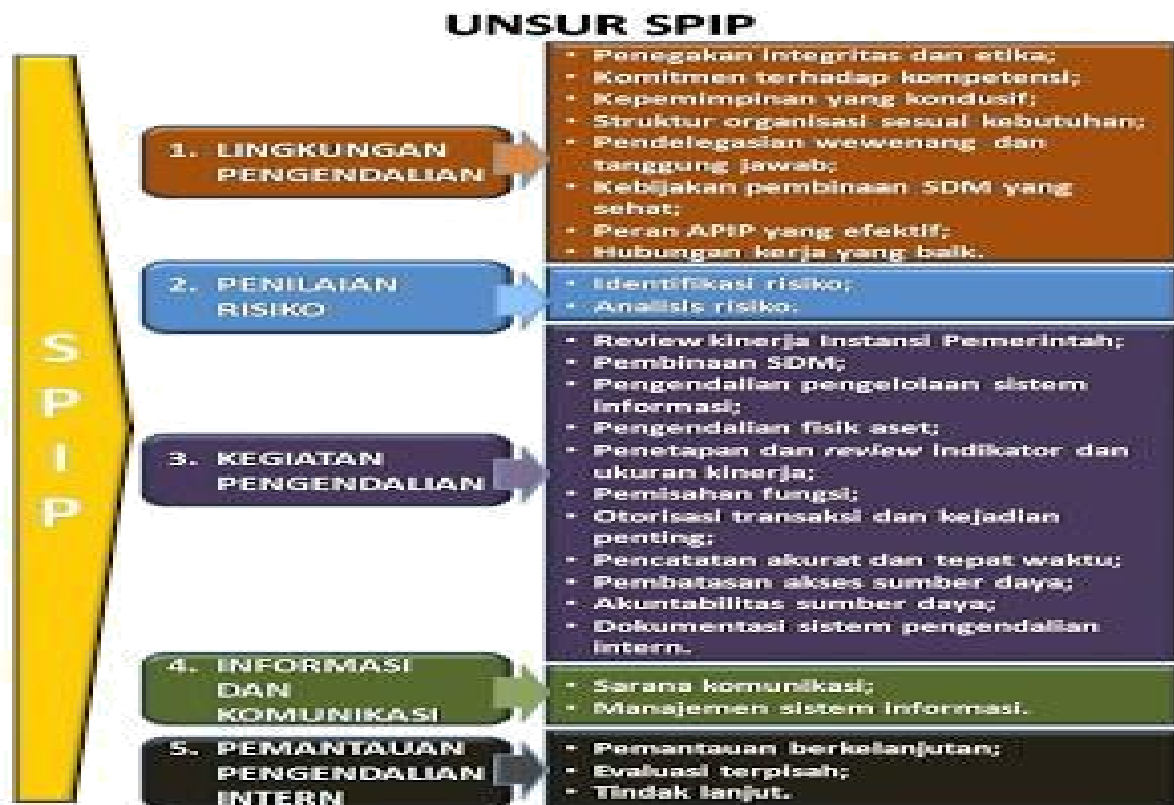 UNSUR SPIP
S
P
I
P
1. LINGKUNGAN
PENGENDALIAN
• Penegakan integritas dan etika;
• Komitmen terhadap kompetensi;
• Kepemimpinan yang kondusif;
• Struktur organisasi sesuai kebutuhan;
• Pendelegasian wewenang dan
tanggung jawab;
• Kebijakan pembinaan SDM yang
sehat;
• Peran APIP yang efektif;
• Hubungan kerja yang baik.
2. PENILAIAN
RISIKO
• Identifikasi risiko;
• Analisis risiko.
3. KEGIATAN
PENGENDALIAN
• Review kinerja Instansi Pemerintah;
• Pembinaan SDM;
• Pengendalian pengelolaan sistem
informasi;
• Pengendalian fisik aset;
• Penetapan dan review indikator dan
ukuran kinerja;
• Pemisahan fungsi;
• Otorisasi transaksi dan kejadian
penting;
• Pencatatan akurat dan tepat waktu;
• Pembatasan akses sumber daya;
• Akuntabilitas sumber daya;
• Dokumentasi sistem pengendalian
intern.
4. INFORMASI
DAN
KOMUNIKASI
• Sarana komunikasi;
• Manajemen sistem informasi.
5. PEMANTAUAN
PENGENDALIAN
INTERN
• Pemantauan berkelanjutan;
• Evaluasi terpisah;
• Tindak lanjut.